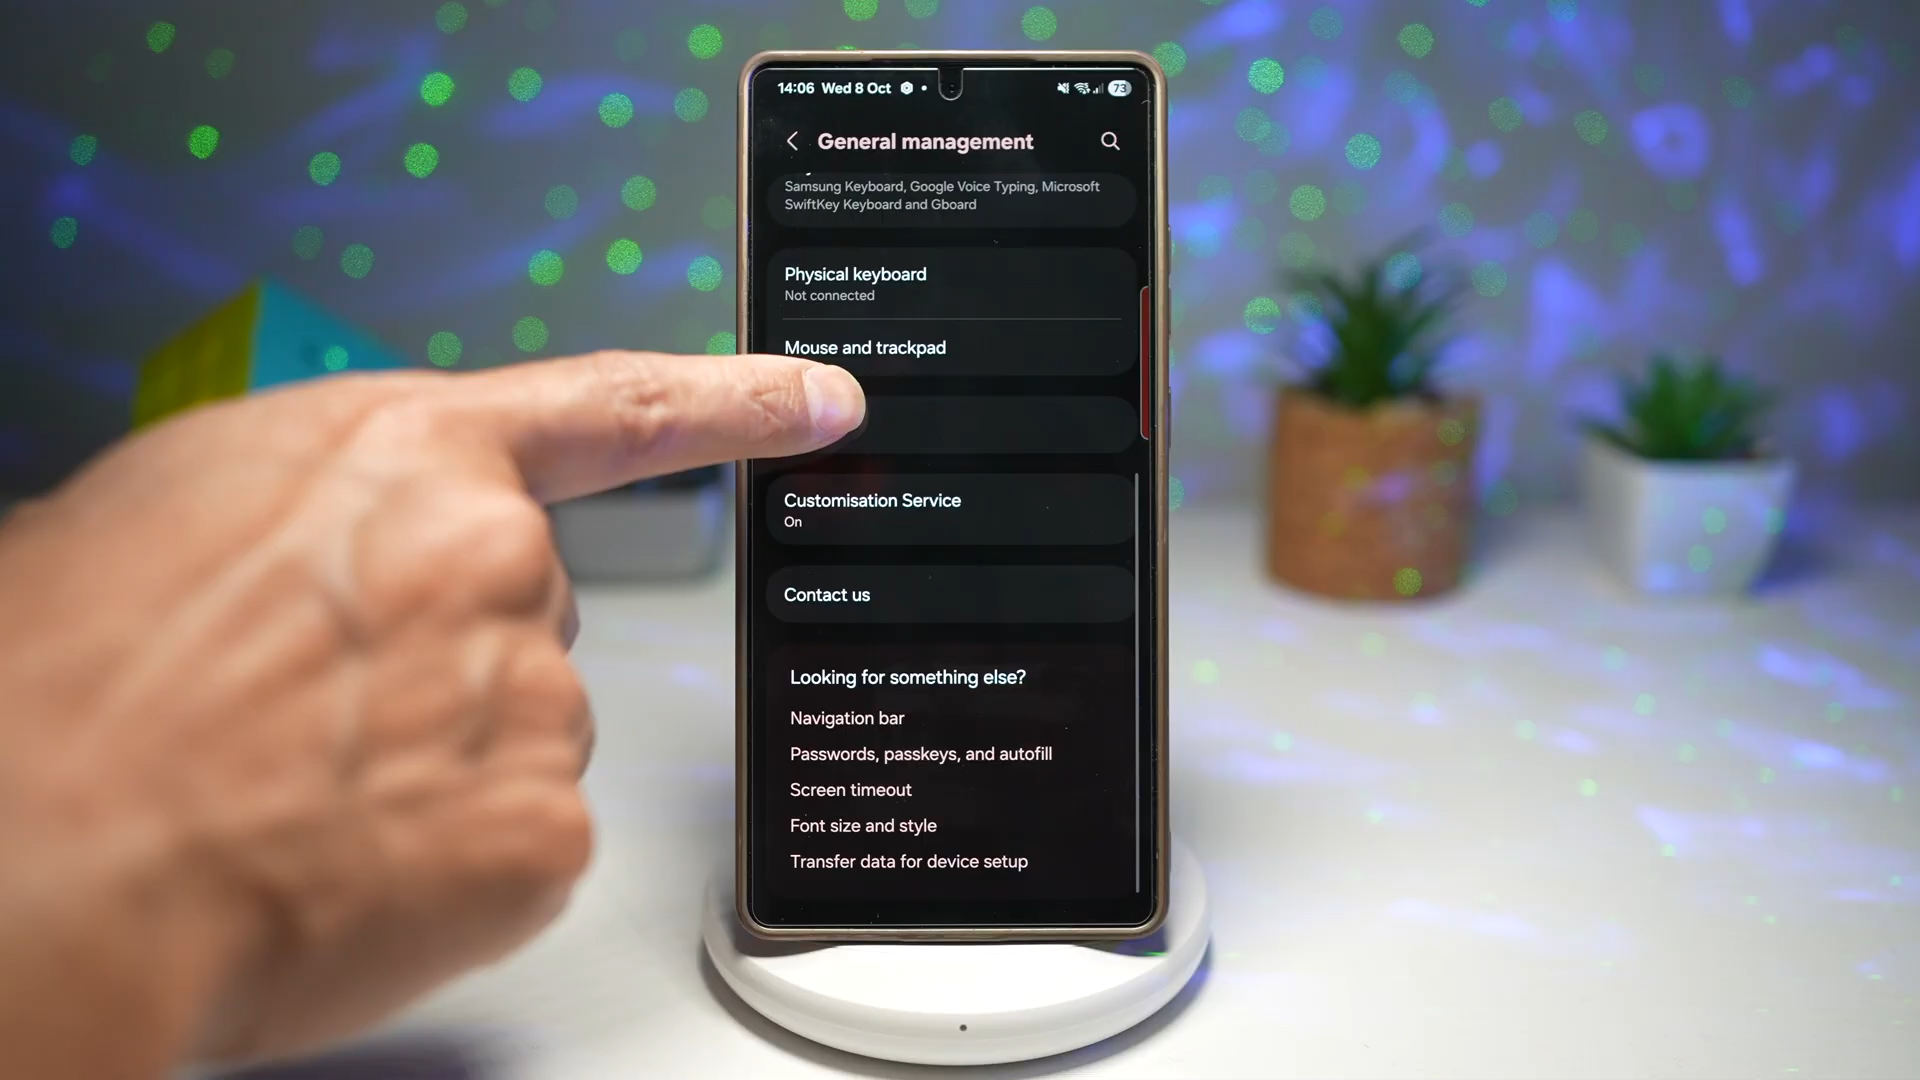 14:06 Wed 8 Oct
73
General management
Samsung Keyboard, Google Voice Typing, Microsoft
SwiftKey Keyboard and Gboard
Physical keyboard
Not connected
Mouse and trackpad
Customisation Service
On
Contact us
Looking for something else?
Navigation bar
Passwords, passkeys, and autofill
Screen timeout
Font size and style
Transfer data for device setup